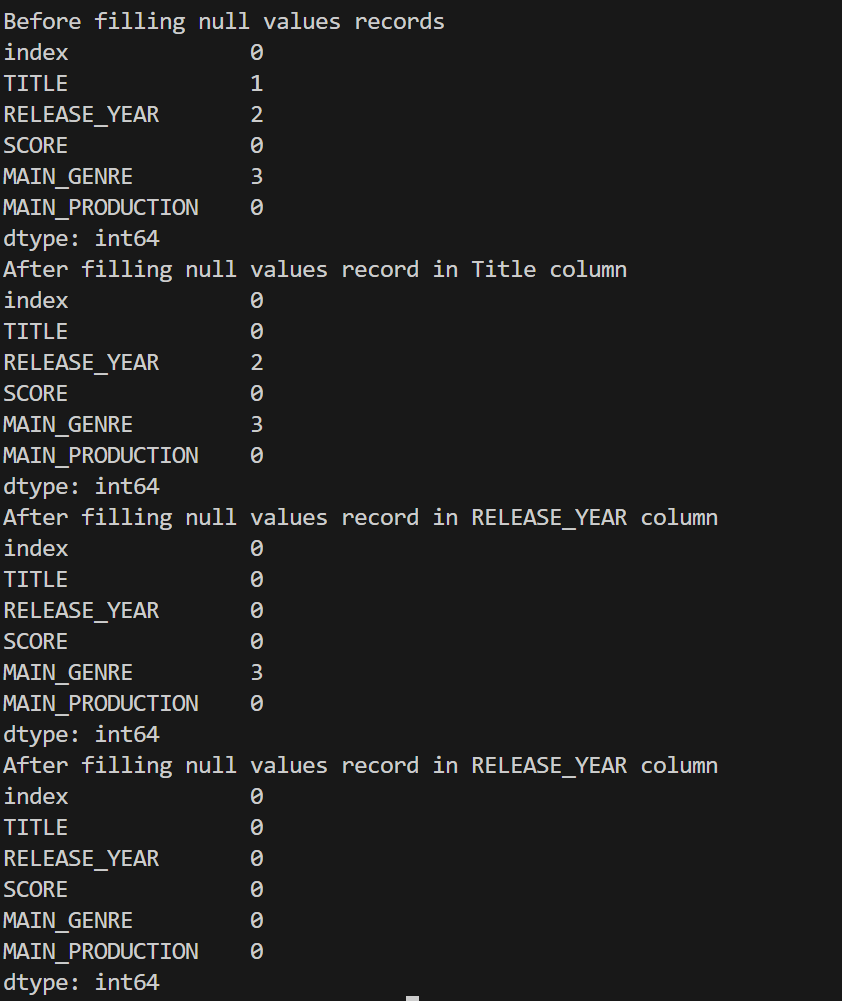 Before filling null values records
index              0
TITLE              1
RELEASE_YEAR       2
SCORE              0
MAIN_GENRE         3
MAIN_PRODUCTION    0
dtype: int64
After filling null values record in Title column
index              0
TITLE              0
RELEASE_YEAR       2
SCORE              0
MAIN_GENRE         3
MAIN_PRODUCTION    0
dtype: int64
After filling null values record in RELEASE_YEAR column
index              0
TITLE              0
RELEASE_YEAR       0
SCORE              0
MAIN_GENRE         3
MAIN_PRODUCTION    0
dtype: int64
After filling null values record in RELEASE_YEAR column
index              0
TITLE              0
RELEASE_YEAR       0
SCORE              0
MAIN_GENRE         0
MAIN_PRODUCTION    0
dtype: int64